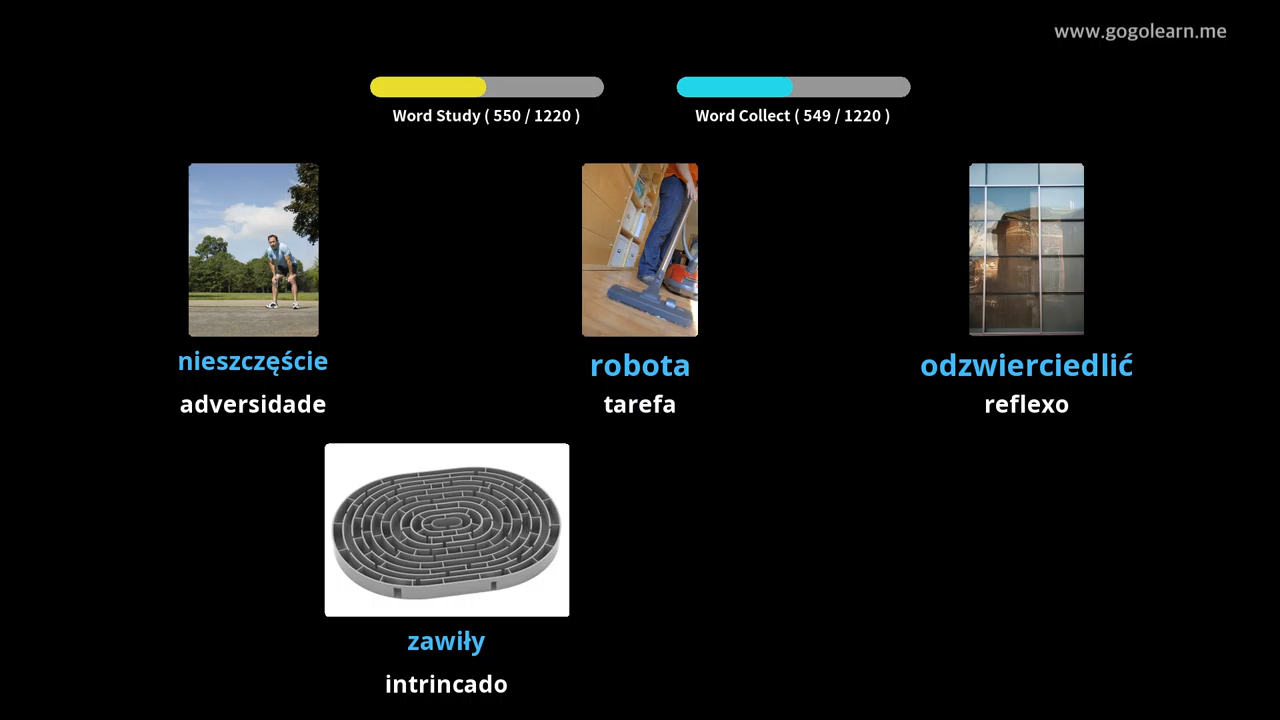 www.gogolearn.me
Word Study ( 550 / 1220 )
Word Collect ( 549 / 1220 )
nieszczęście
adversidade
robota
tarefa
odzwierciedlić
reflexo
zawiły
intrincado